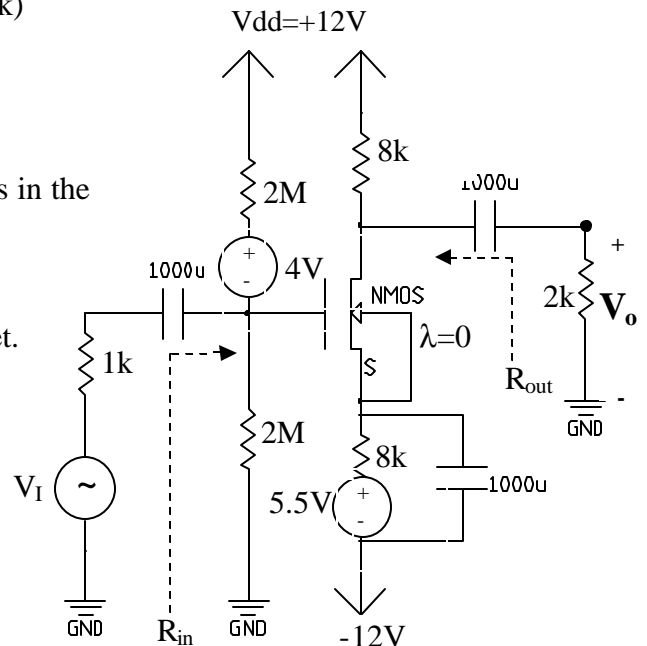 k)
Vdd=+12V
8k
1000u
s in the
2M
+
+
1000u
4V
-
NMOS
2k
Vo
λ=0
et.
1k
S
Rout
-
GND
2M
8k
1000u
VI
~
5.5V
+
-
GND
Rin
GND
-12V